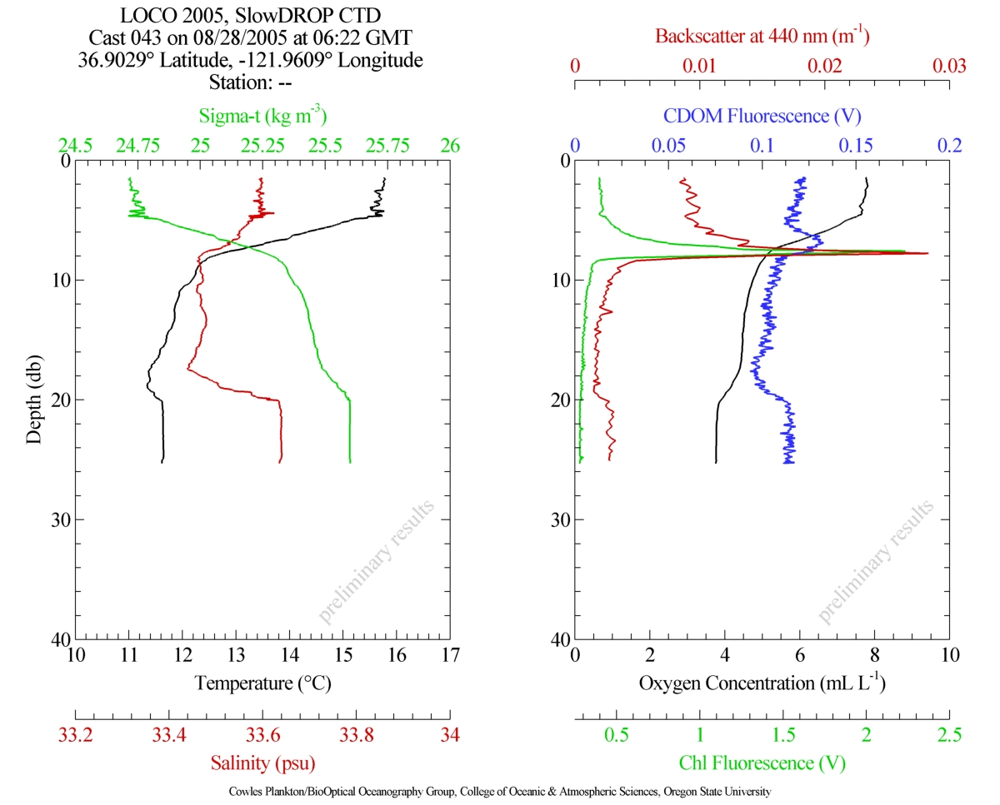 LOCO 2005, SlowDROP CTD
Cast 043 on 08/28/2005 at 06:22 GMT
36.9029° Latitude, -121.9609° Longitude
Station: --
Sigma-t (kg m⁻³)
24.5 24.75 25 25.25 25.5 25.75 26
0
10
20
30
40
Depth (db)
preliminary results
10 11 12 13 14 15 16 17
Temperature (°C)
33.2 33.4 33.6 33.8 34
Salinity (psu)
Backscatter at 440 nm (m⁻¹)
0 0.01 0.02 0.03
CDOM Fluorescence (V)
0 0.05 0.1 0.15 0.2
0
10
20
30
40
preliminary results
0 2 4 6 8 10
Oxygen Concentration (mL L⁻¹)
0.5 1 1.5 2 2.5
Chl Fluorescence (V)
Cowles Plankton/BioOptical Oceanography Group, College of Oceanic & Atmospheric Sciences, Oregon State University